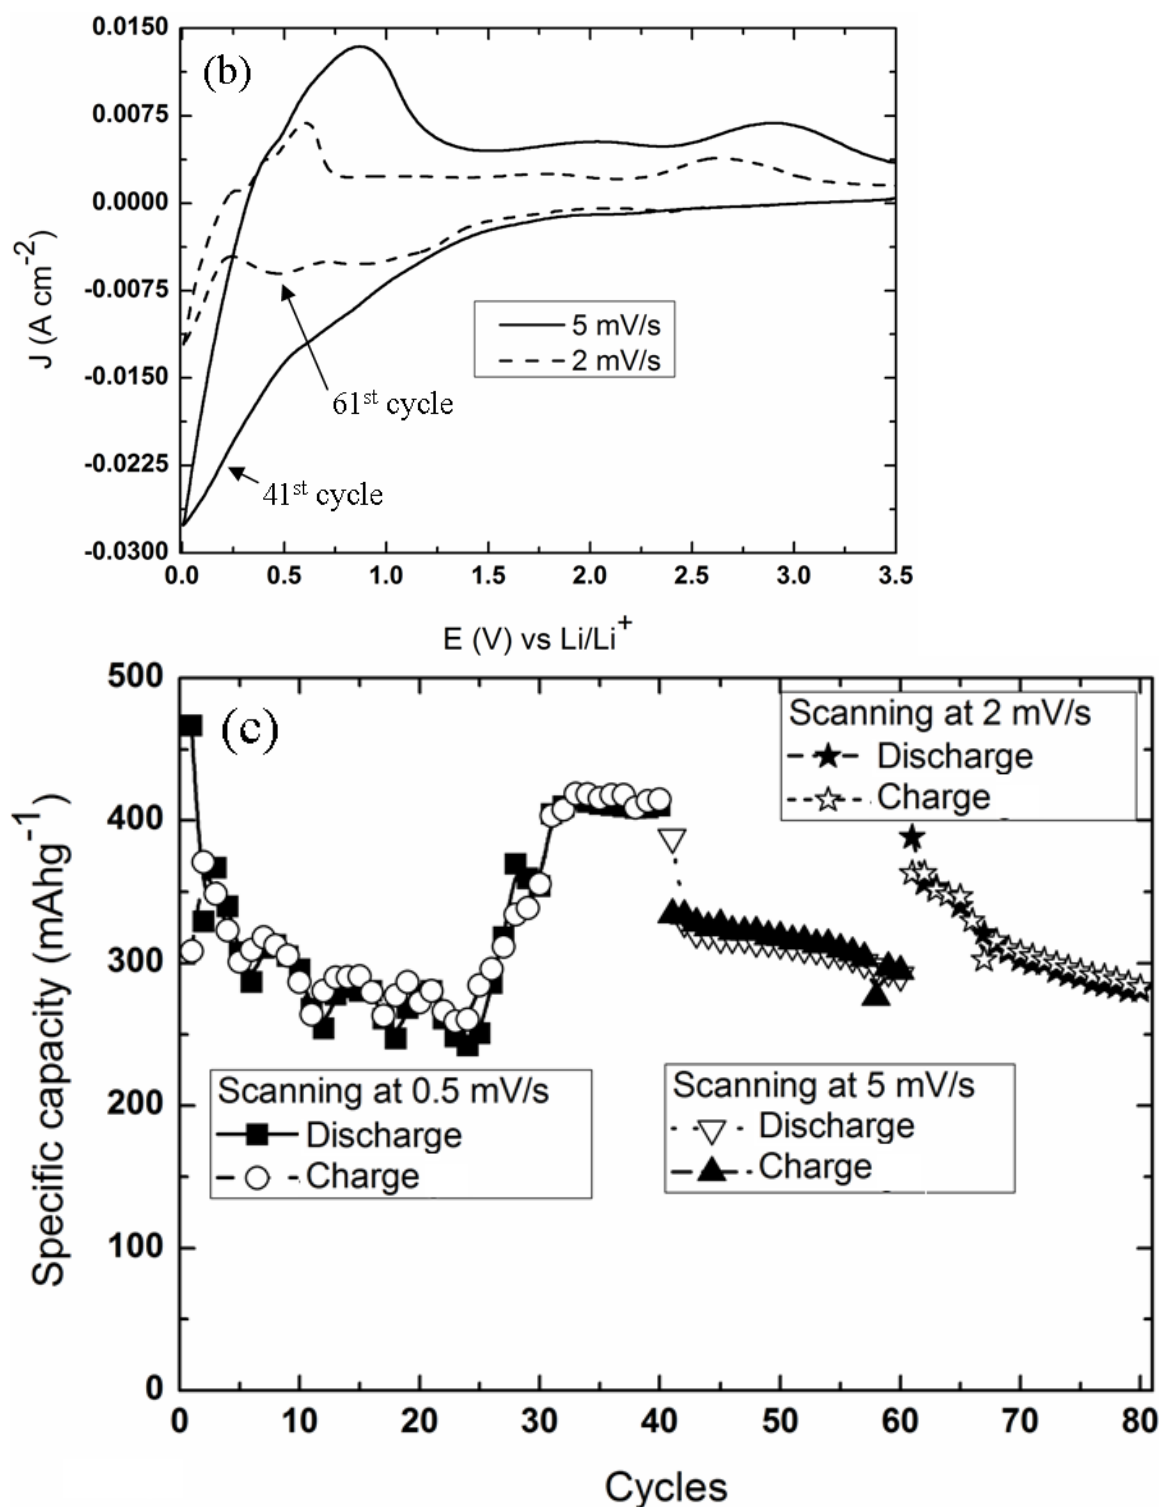 0.0150
(b)
0.0075
0.0000
-0.0075
-0.0150
-0.0225
-0.0300
J (A cm⁻²)
5 mV/s
2 mV/s
61ˢᵗ cycle
41ˢᵗ cycle
0.0 0.5 1.0 1.5 2.0 2.5 3.0 3.5
E (V) vs Li/Li⁺
500
(c)
400
300
200
100
0
Specific capacity (mAhg⁻¹)
Scanning at 2 mV/s
Discharge
Charge
Scanning at 0.5 mV/s
Discharge
Charge
Scanning at 5 mV/s
Discharge
Charge
0 10 20 30 40 50 60 70 80
Cycles